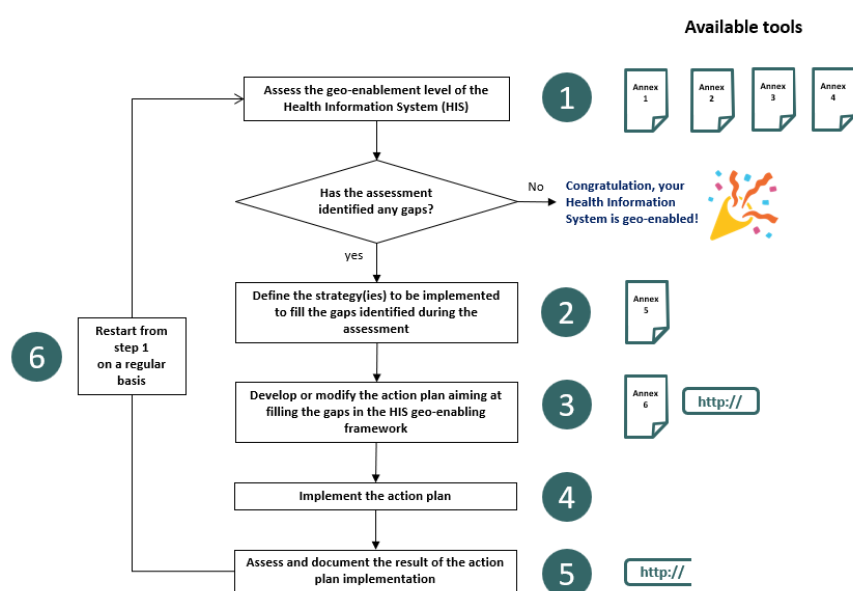 Available tools
Assess the geo-enablement level of the
Health Information System (HIS)
1
Annex
1
Annex
2
Annex
3
Annex
4
Has the assessment
identified any gaps?
No
Congratulation, your
Health Information
System is geo-enabled!
yes
Define the strategy(ies) to be implemented
to fill the gaps identified during the
assessment
2
Annex
5
6
Restart from
step 1
on a regular
basis
Develop or modify the action plan aiming at
filling the gaps in the HIS geo-enabling
framework
3
Annex
6
http://
Implement the action plan
4
Assess and document the result of the action
plan implementation
5
http://